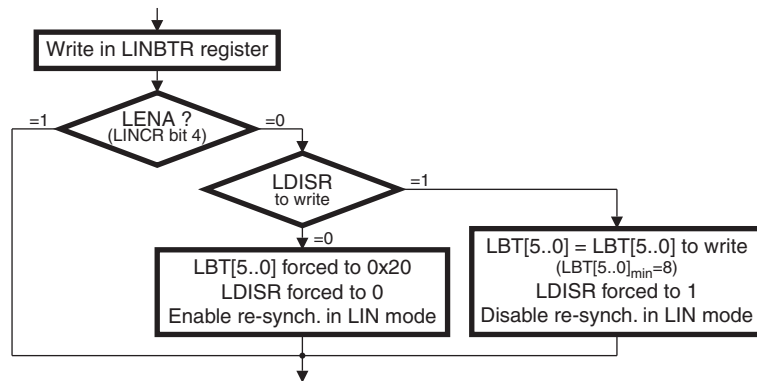 Write in LINBTR register
LENA ?
(LINCR bit 4)
=1
=0
LDISR
to write
=1
=0
LBT[5..0] forced to 0x20
LDISR forced to 0
Enable re-synch. in LIN mode
LBT[5..0] = LBT[5..0] to write
(LBT[5..0]min=8)
LDISR forced to 1
Disable re-synch. in LIN mode